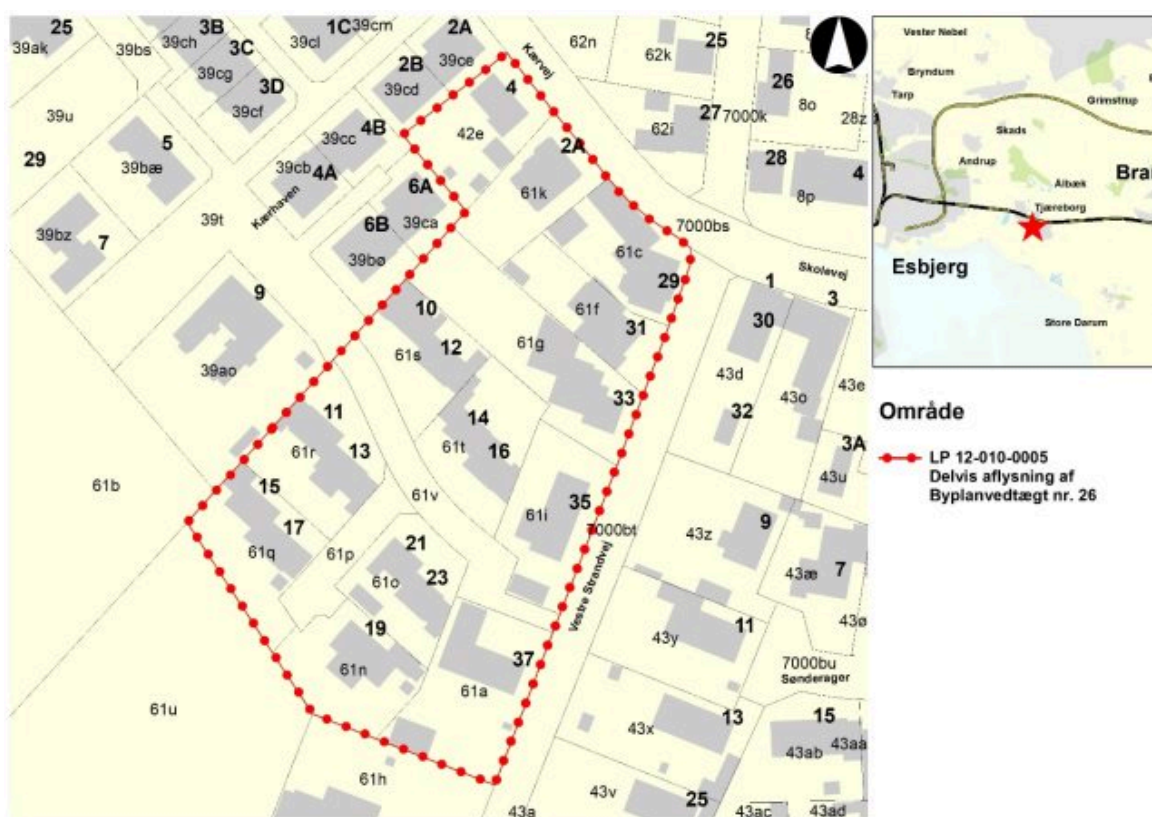 25
39ak
39bs
3B
39ch
3C
39cg
3D
39cf
1C
39cm
39cl
2A
39ce
2B
39cd
Kærvej
62n
62k
25
4
42e
39u
5
39bæ
29
4B
39cc
39cb
4A
Kærhaven
6A
39ca
6B
39bø
39t
39bz
7
2A
61k
62i
27
7000k
26
8o
28z
28
8p
4
7000bs
Skolevej
61c
29
1
3
30
9
39ao
10
12
61s
61f
31
61g
33
43d
43o
43e
32
3A
43u
11
61r
13
14
61t
16
61v
61b
15
17
61q
61p
35
61i
7000bt
Vestre Strandvej
43z
9
43æ
7
43ø
21
61o
23
19
61n
37
61a
43y
11
7000bu
Sønderager
61u
61h
43x
13
15
43ab
43aa
43v
25
43a
43ac
43ad
Vester Nebel
Bryndum
Tarp
Grimstrup
Skads
Andrup
Albæk
Tjæreborg
Bra
Esbjerg
Store Darum
Område
LP 12-010-0005
Delvis aflysning af
Byplanvedtægt nr. 26